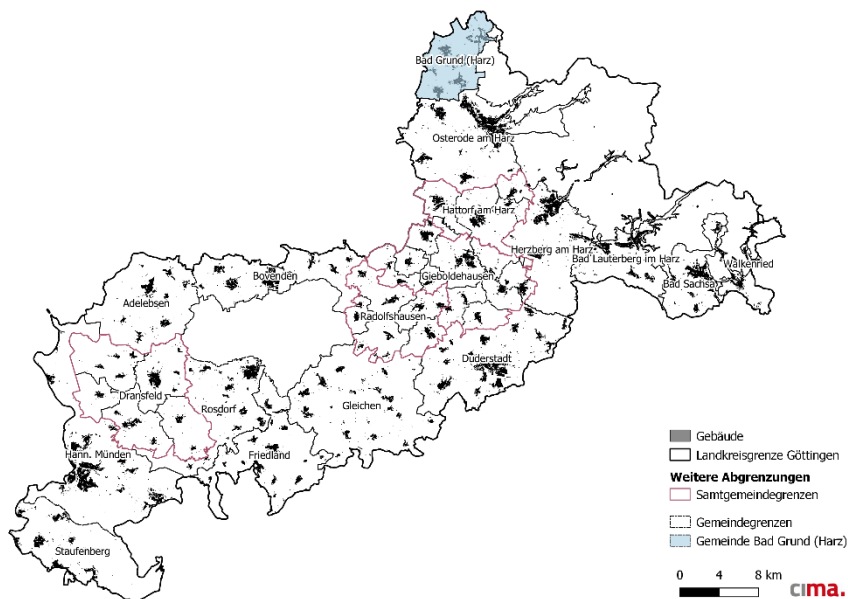 Bad Grund (Harz)
Osterode am Harz
Hattorf am Harz
Herzberg am Harz
Bad Lauterberg im Harz
Walkenried
Bad Sachsa
Gieboldehausen
Bovenden
Adelebsen
Radolfshausen
Duderstadt
Dransfeld
Rosdorf
Gleichen
Hann. Münden
Friedland
Staufenberg
Gebäude
Landkreisgrenze Göttingen
Weitere Abgrenzungen
Samtgemeindegrenzen
Gemeindegrenzen
Gemeinde Bad Grund (Harz)
0 4 8 km
cima.